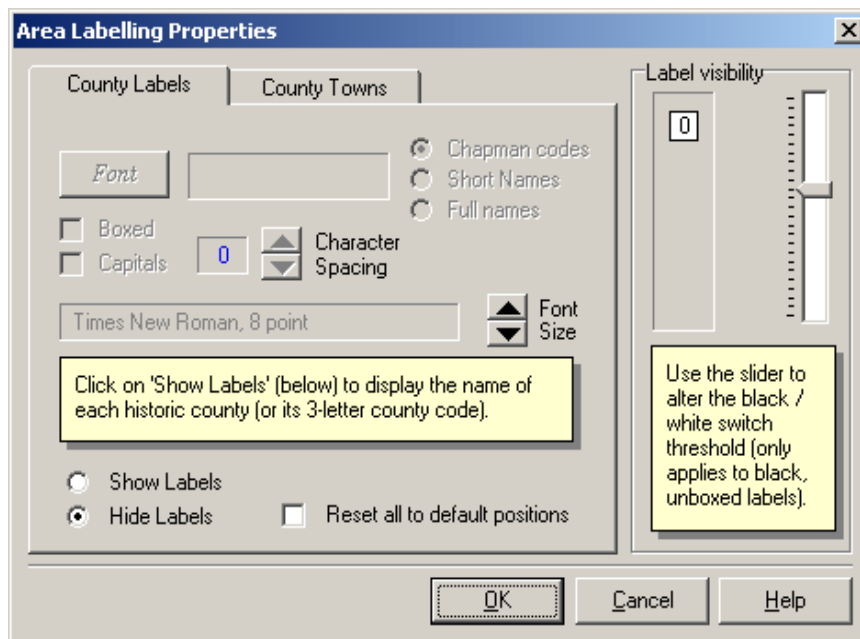 Area Labelling Properties
County Labels
County Towns
Font
Chapman codes
Short Names
Full names
Boxed
Capitals
0
Character
Spacing
Times New Roman, 8 point
Font
Size
Click on 'Show Labels' (below) to display the name of
each historic county (or its 3-letter county code).
Show Labels
Hide Labels
Reset all to default positions
Label visibility
0
Use the slider to
alter the black /
white switch
threshold (only
applies to black,
unboxed labels).
OK
Cancel
Help